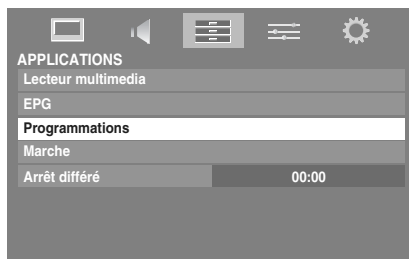 APPLICATIONS
Lecteur multimedia
EPG
Programmations
Marche
Arrêt différé 00:00